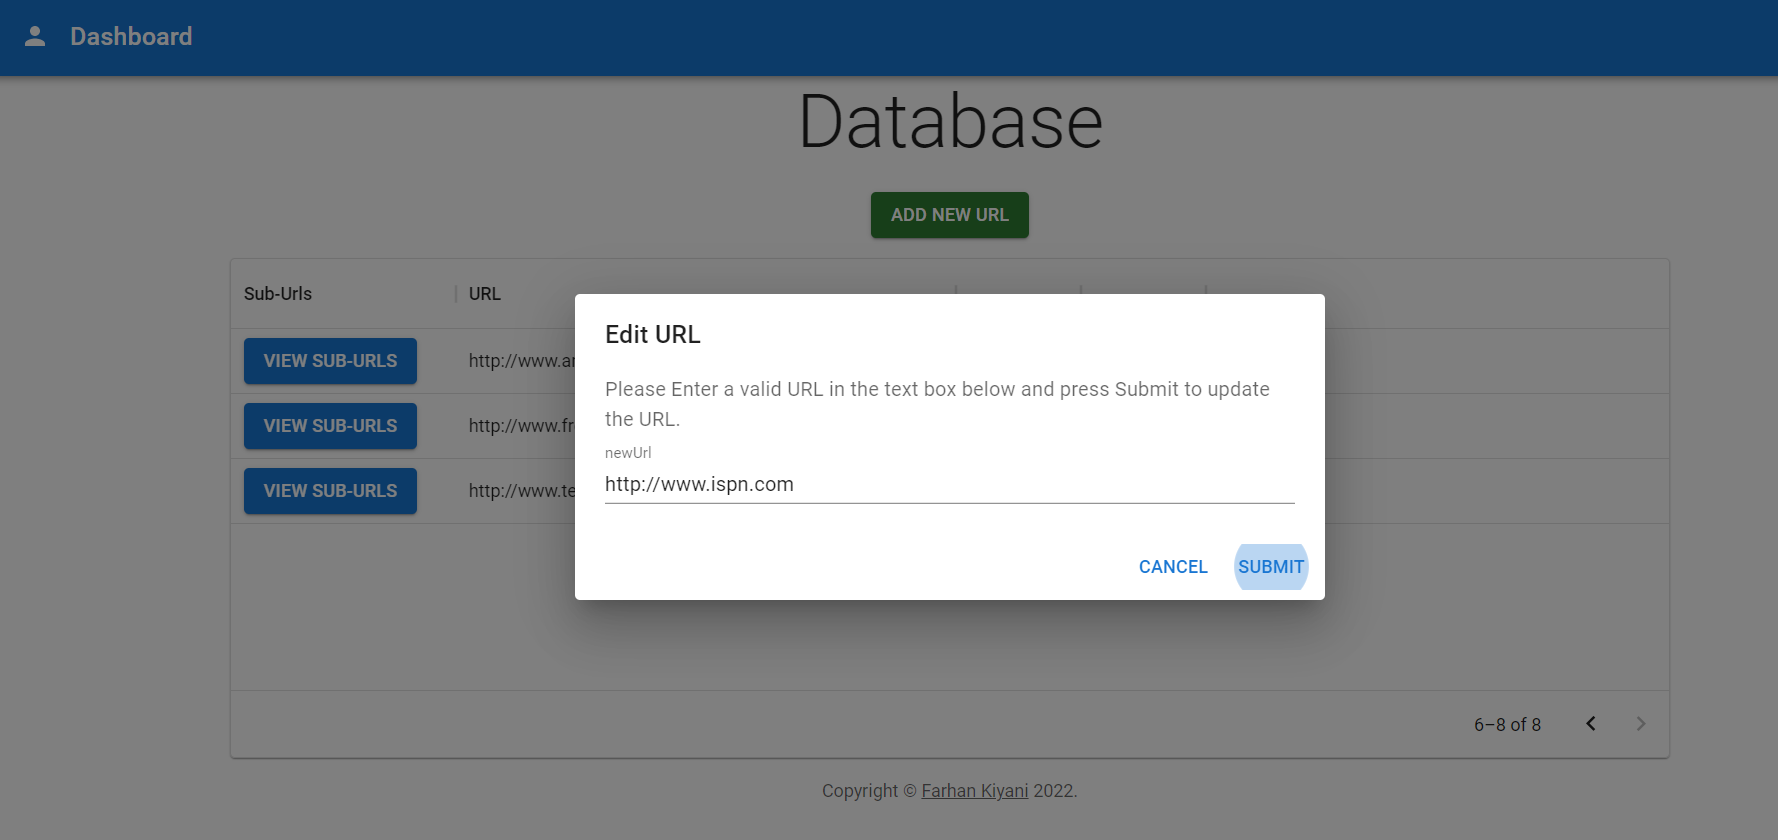 Dashboard
Database
ADD NEW URL
Sub-Urls
URL
VIEW SUB-URLS
http://www.
VIEW SUB-URLS
http://www.fr
VIEW SUB-URLS
http://www.te
Edit URL
Please Enter a valid URL in the text box below and press Submit to update
the URL.
newUrl
http://www.ispn.com
CANCEL
SUBMIT
6–8 of 8
Copyright © Farhan Kiyani 2022.